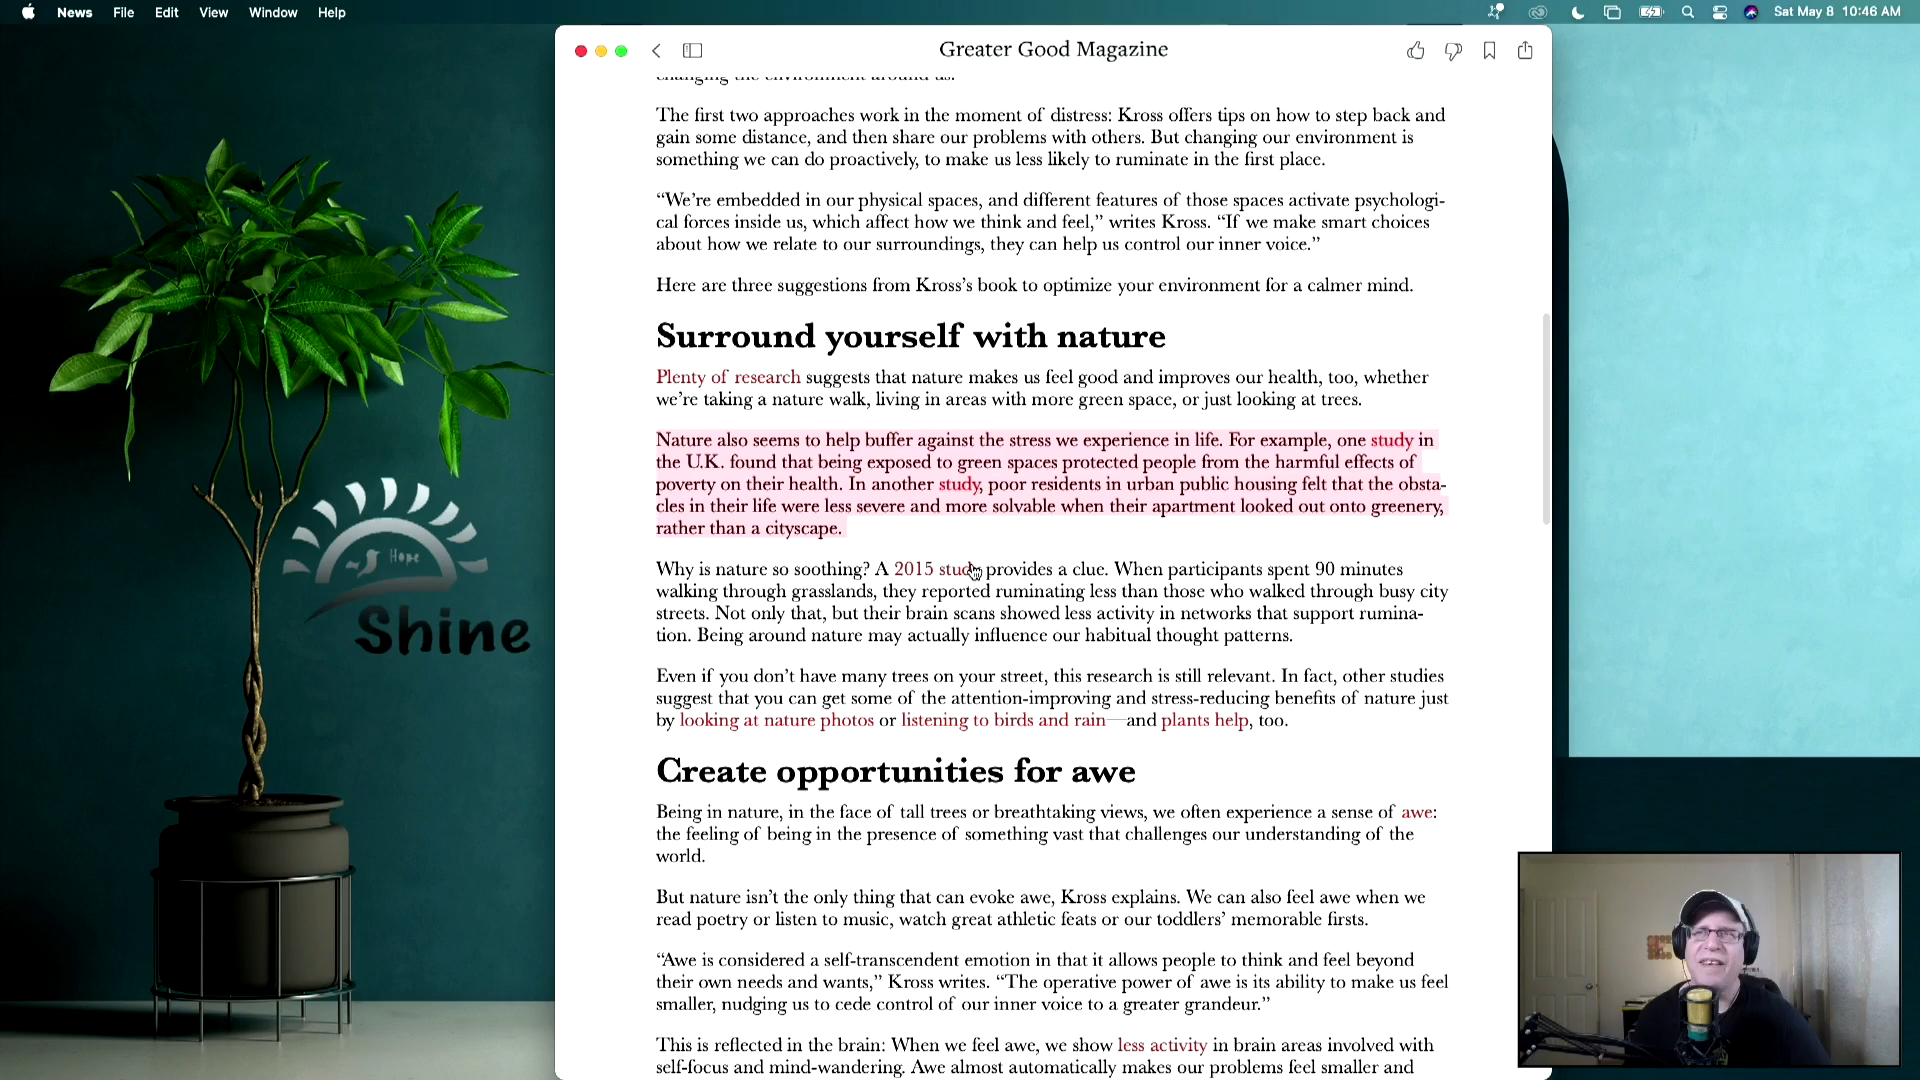 News File Edit View Window Help
Sat May 8 10:46 AM
Greater Good Magazine
changing the environment around us.
The first two approaches work in the moment of distress: Kross offers tips on how to step back and
gain some distance, and then share our problems with others. But changing our environment is
something we can do proactively, to make us less likely to ruminate in the first place.
“We’re embedded in our physical spaces, and different features of those spaces activate psychologi-
cal forces inside us, which affect how we think and feel,” writes Kross. “If we make smart choices
about how we relate to our surroundings, they can help us control our inner voice.”
Here are three suggestions from Kross’s book to optimize your environment for a calmer mind.
Surround yourself with nature
Plenty of research suggests that nature makes us feel good and improves our health, too, whether
we’re taking a nature walk, living in areas with more green space, or just looking at trees.
Nature also seems to help buffer against the stress we experience in life. For example, one study in
the U.K. found that being exposed to green spaces protected people from the harmful effects of
poverty on their health. In another study, poor residents in urban public housing felt that the obsta-
cles in their life were less severe and more solvable when their apartment looked out onto greenery,
rather than a cityscape.
Why is nature so soothing? A 2015 study provides a clue. When participants spent 90 minutes
walking through grasslands, they reported ruminating less than those who walked through busy city
streets. Not only that, but their brain scans showed less activity in networks that support rumina-
tion. Being around nature may actually influence our habitual thought patterns.
Even if you don’t have many trees on your street, this research is still relevant. In fact, other studies
suggest that you can get some of the attention-improving and stress-reducing benefits of nature just
by looking at nature photos or listening to birds and rain—and plants help, too.
Create opportunities for awe
Being in nature, in the face of tall trees or breathtaking views, we often experience a sense of awe:
the feeling of being in the presence of something vast that challenges our understanding of the
world.
But nature isn’t the only thing that can evoke awe, Kross explains. We can also feel awe when we
read poetry or listen to music, watch great athletic feats or our toddlers’ memorable firsts.
“Awe is considered a self-transcendent emotion in that it allows people to think and feel beyond
their own needs and wants,” Kross writes. “The operative power of awe is its ability to make us feel
smaller, nudging us to cede control of our inner voice to a greater grandeur.”
This is reflected in the brain: When we feel awe, we show less activity in brain areas involved with
self-focus and mind-wandering. Awe almost automatically makes our problems feel smaller and
Hope
Shine